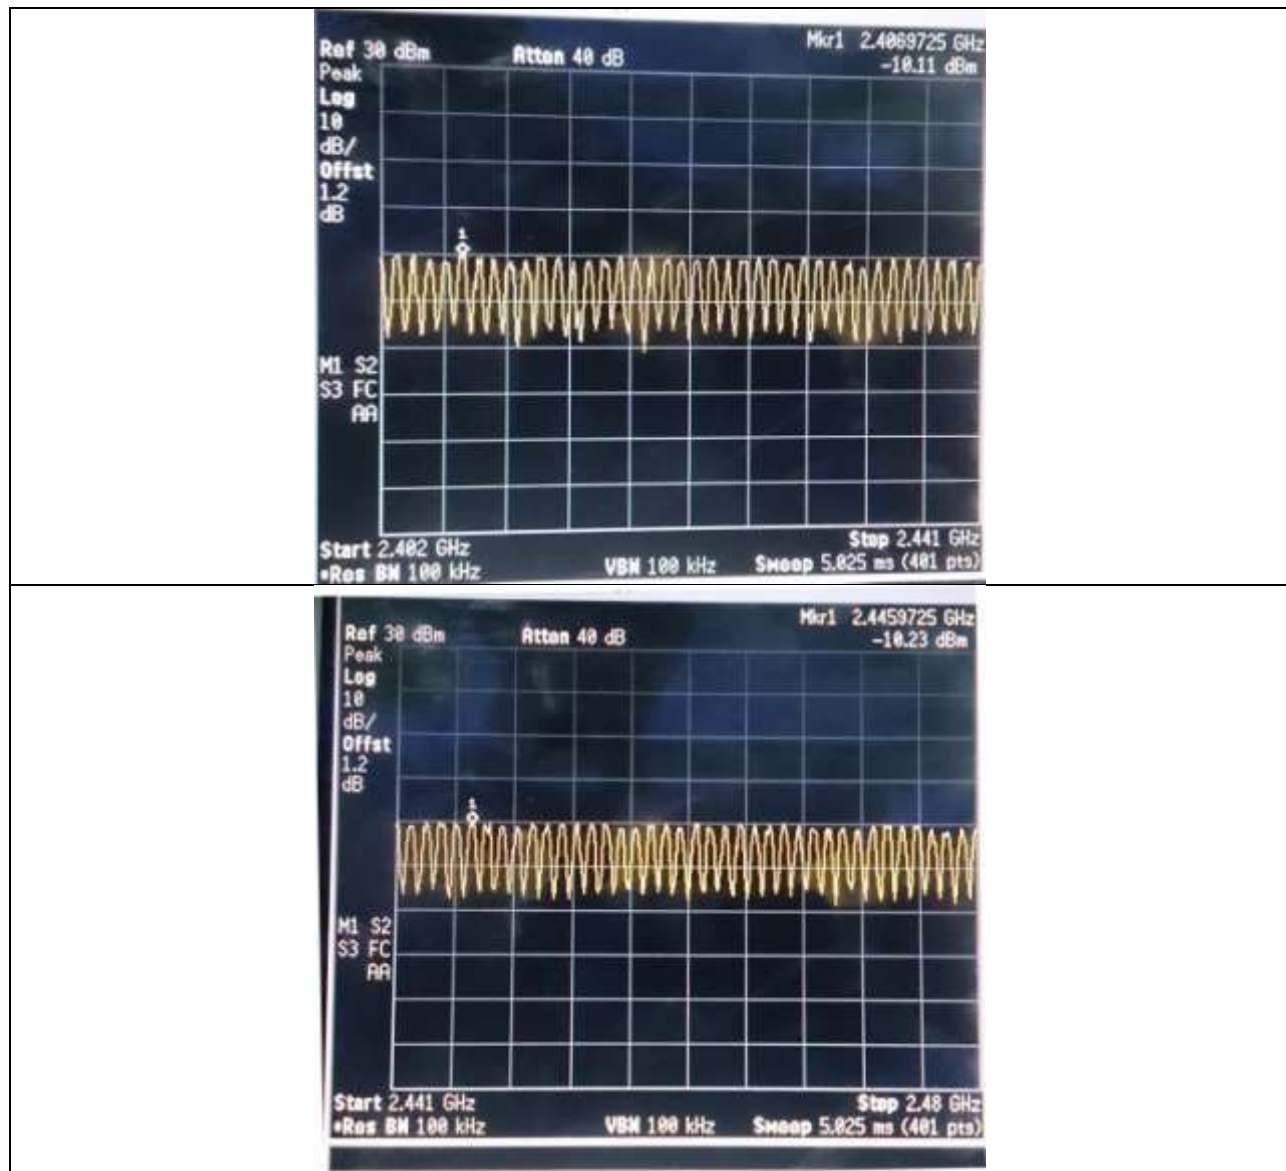 Mkr1 2.4069725 GHz
Ref 30 dBm Atten 40 dB -10.11 dBm
Peak
Log
10
dB/
Offst
1.2
dB
1
M1 S2
S3 FC
AA
Start 2.402 GHz Stop 2.441 GHz
*Res BW 100 kHz VBW 100 kHz Sweep 5.025 ms (401 pts)
Mkr1 2.4459725 GHz
Ref 30 dBm Atten 40 dB -10.23 dBm
Peak
Log
10
dB/
Offst
1.2
dB
1
M1 S2
S3 FC
AA
Start 2.441 GHz Stop 2.48 GHz
*Res BW 100 kHz VBW 100 kHz Sweep 5.025 ms (401 pts)